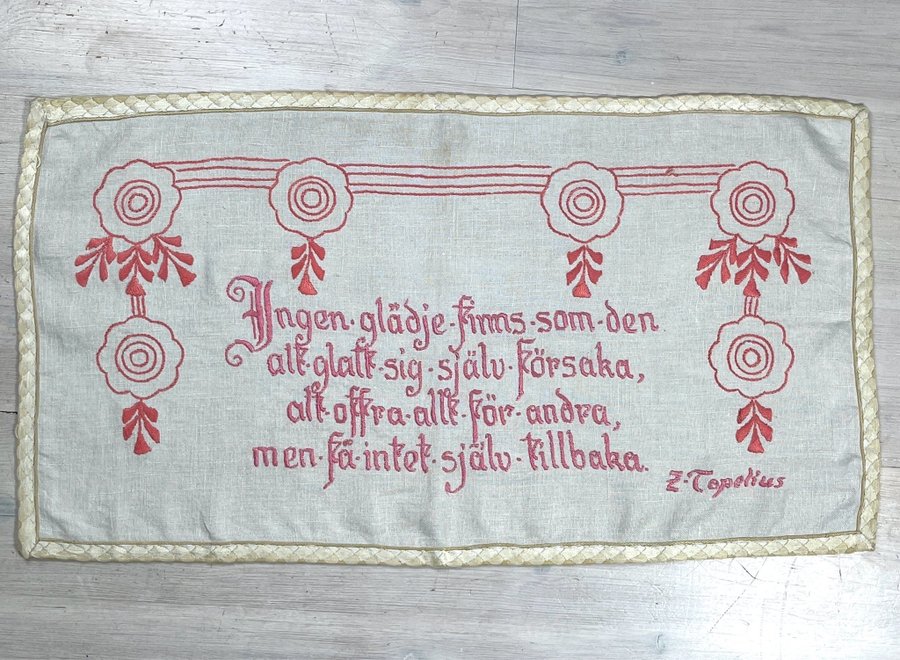 Ingen·glädje·finns·som·den
att·glatt·sig·själv·försaka,
att·offra·allt·för·andra,
men·få·intet·själv·tillbaka.
Z·Topelius